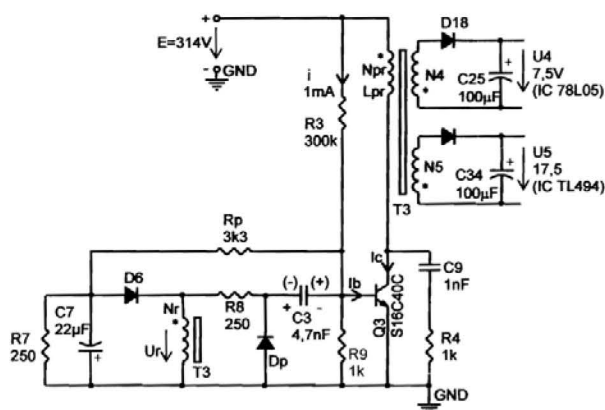 +
E=314V
-
GND
i
1mA
R3
300k
Npr
Lpr
T3
D18
N4
C25
100µF
+
U4
7,5V
(IC 78L05)
N5
C34
100µF
+
U5
17,5
(IC TL494)
Rp
3k3
R7
250
C7
22µF
+
D6
Nr
Ur
T3
R8
250
Dp
(-) (+)
+ -
C3
4,7nF
Ib
R9
1k
Ic
Q3
S16C40C
C9
1nF
R4
1k
GND